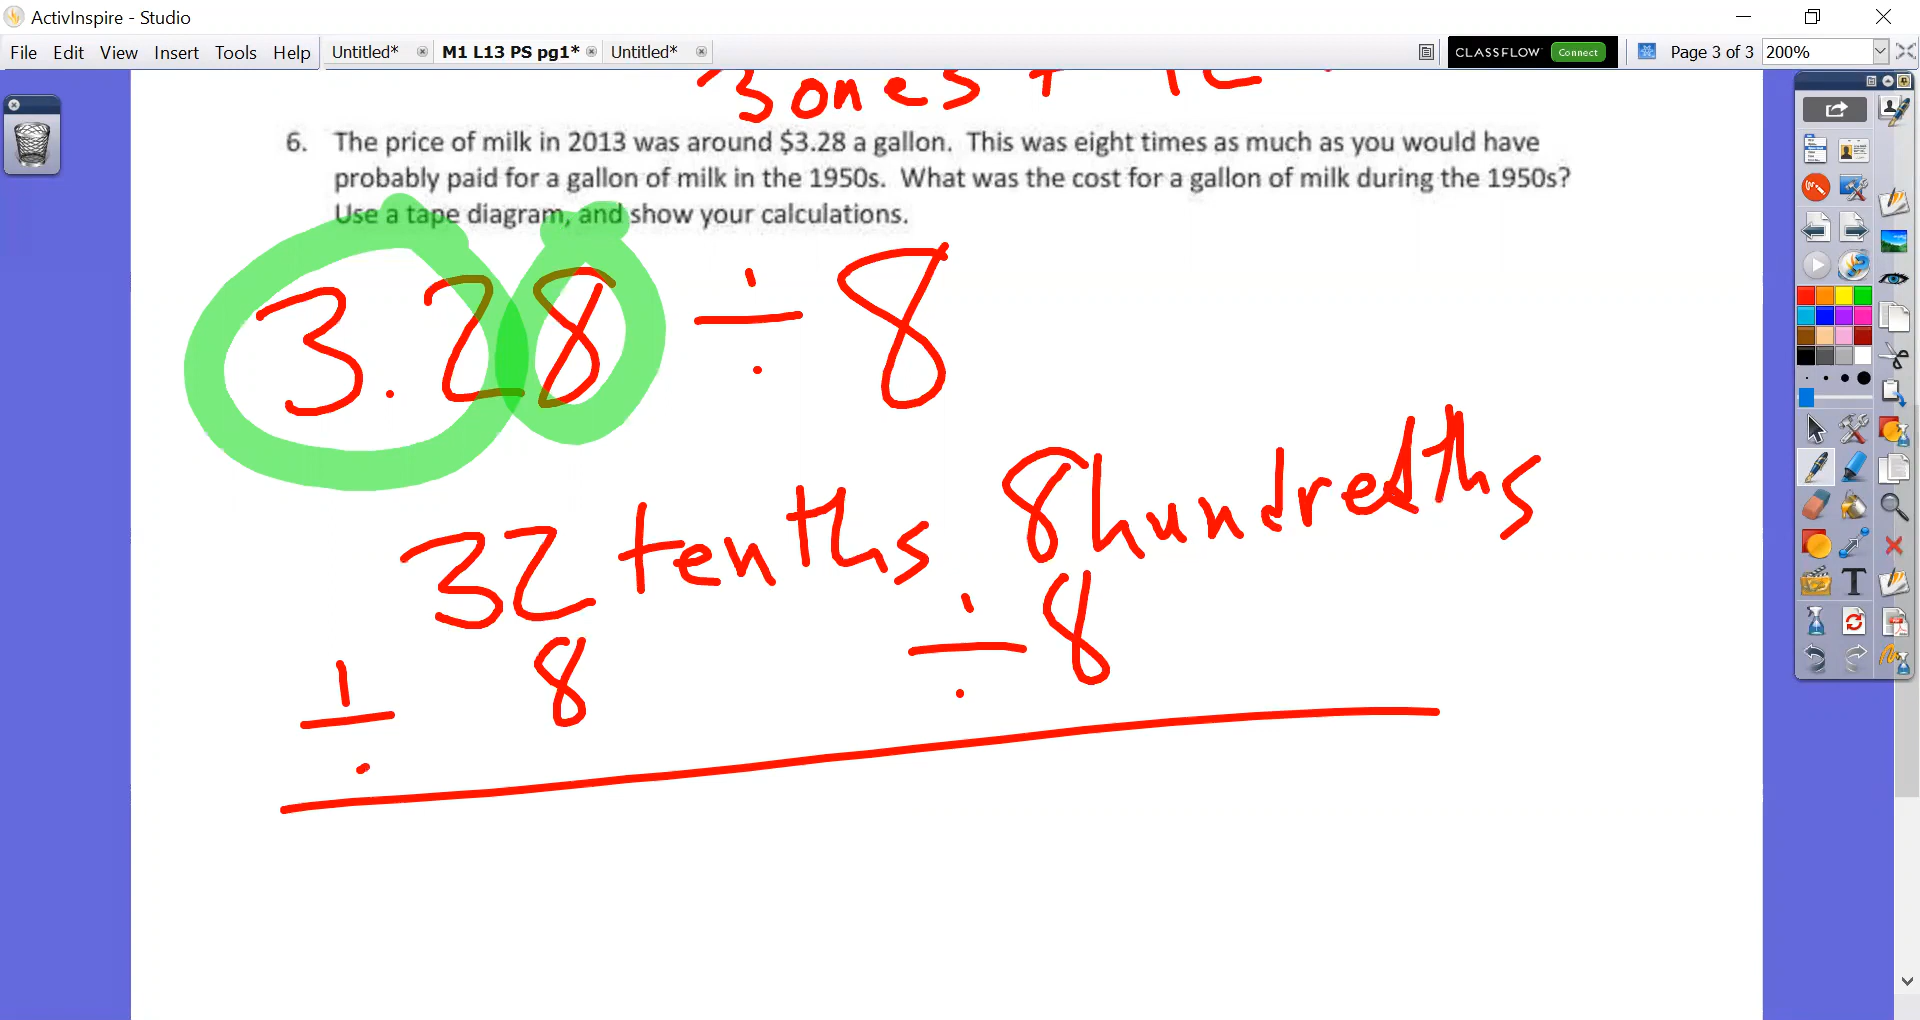 ActivInspire - Studio
File Edit View Insert Tools Help Untitled* M1 L13 PS pg1* Untitled* CLASSFLOW Connect Page 3 of 3 200%
3 ones +
6. The price of milk in 2013 was around $3.28 a gallon. This was eight times as much as you would have
probably paid for a gallon of milk in the 1950s. What was the cost for a gallon of milk during the 1950s?
Use a tape diagram, and show your calculations.
3.28 ÷ 8
32 tenths 8 hundredths
÷ 8 ÷ 8